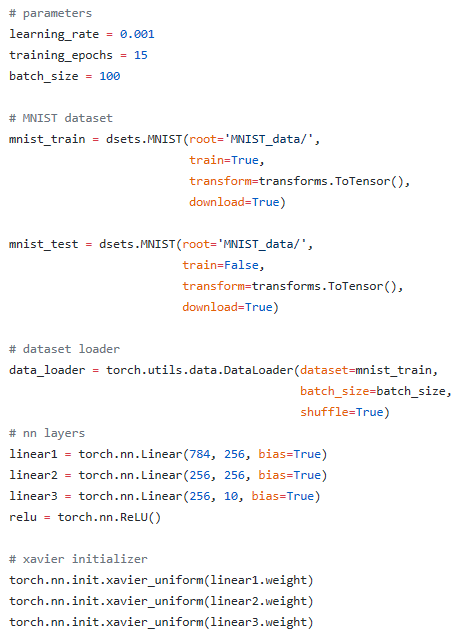 # parameters
learning_rate = 0.001
training_epochs = 15
batch_size = 100
# MNIST dataset
mnist_train = dsets.MNIST(root='MNIST_data/',
train=True,
transform=transforms.ToTensor(),
download=True)
mnist_test = dsets.MNIST(root='MNIST_data/',
train=False,
transform=transforms.ToTensor(),
download=True)
# dataset loader
data_loader = torch.utils.data.DataLoader(dataset=mnist_train,
batch_size=batch_size,
shuffle=True)
# nn layers
linear1 = torch.nn.Linear(784, 256, bias=True)
linear2 = torch.nn.Linear(256, 256, bias=True)
linear3 = torch.nn.Linear(256, 10, bias=True)
relu = torch.nn.ReLU()
# xavier initializer
torch.nn.init.xavier_uniform(linear1.weight)
torch.nn.init.xavier_uniform(linear2.weight)
torch.nn.init.xavier_uniform(linear3.weight)